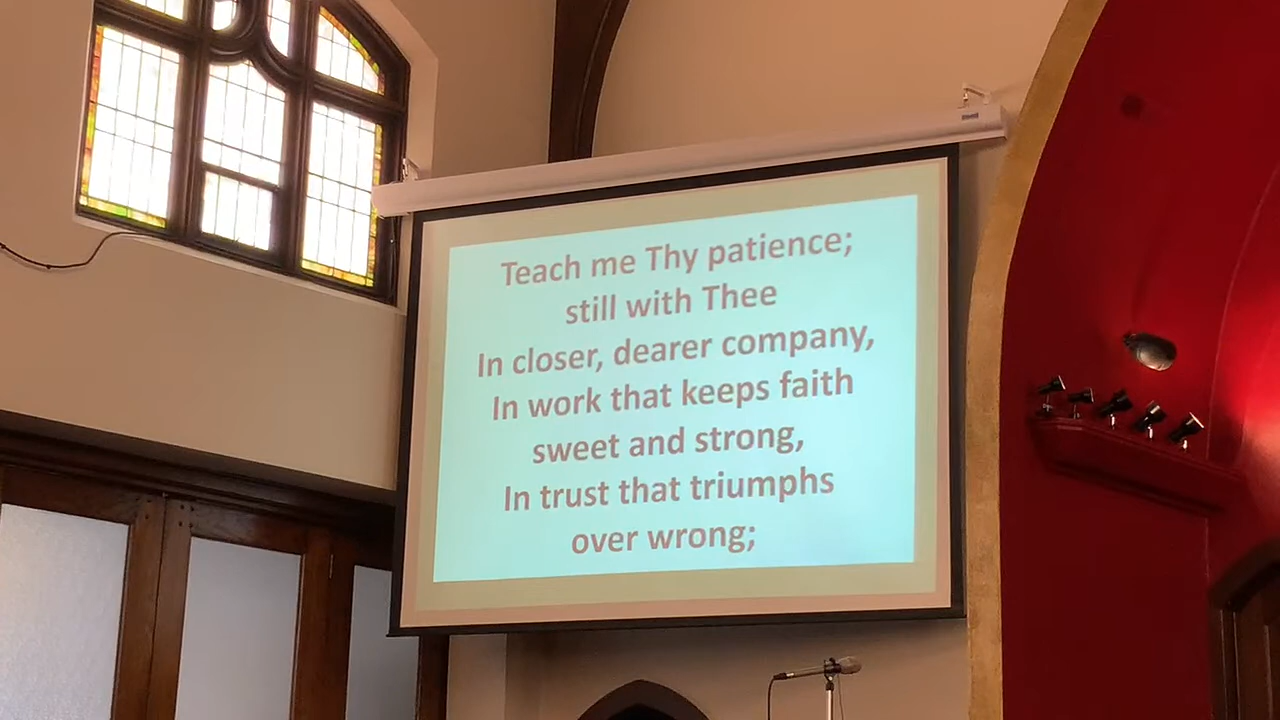 Teach me Thy patience;
still with Thee
In closer, dearer company,
In work that keeps faith
sweet and strong,
In trust that triumphs
over wrong;